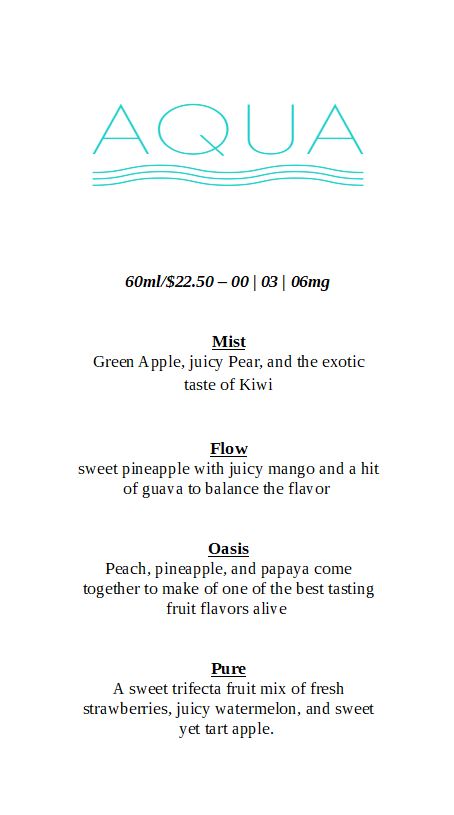 AQUA
60ml/$22.50 – 00 | 03 | 06mg
Mist
Green Apple, juicy Pear, and the exotic
taste of Kiwi
Flow
sweet pineapple with juicy mango and a hit
of guava to balance the flavor
Oasis
Peach, pineapple, and papaya come
together to make of one of the best tasting
fruit flavors alive
Pure
A sweet trifecta fruit mix of fresh
strawberries, juicy watermelon, and sweet
yet tart apple.